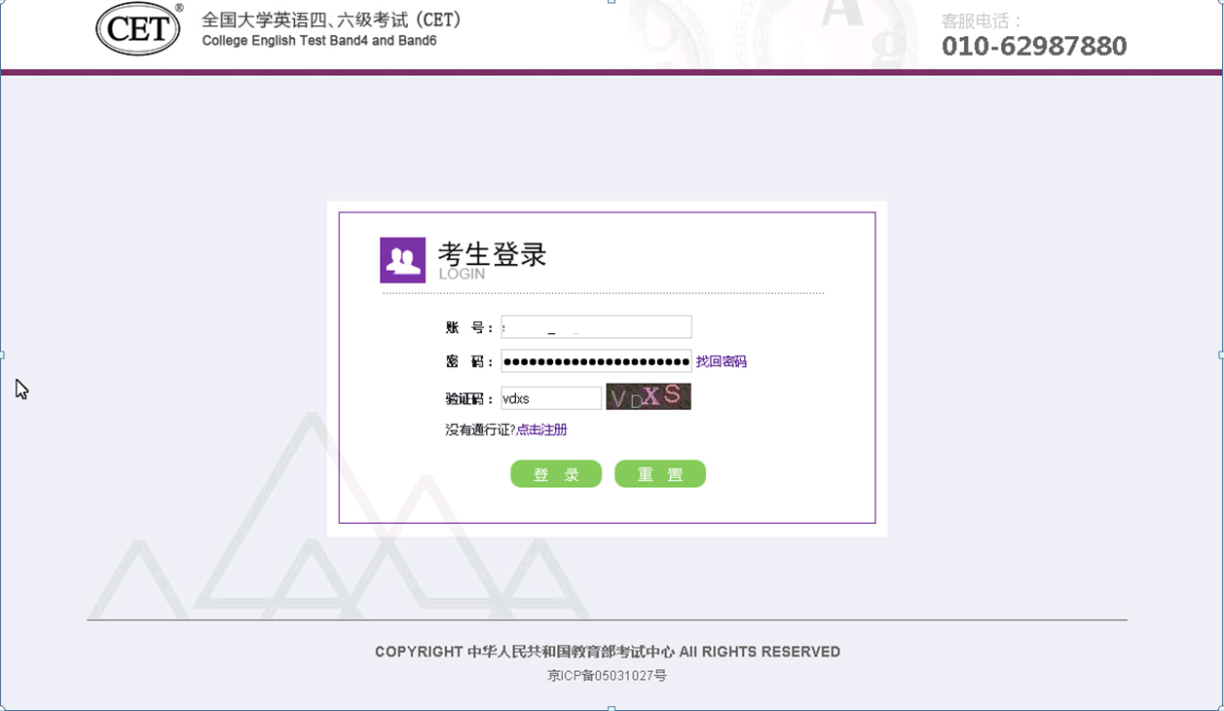 CET®
全国大学英语四、六级考试（CET）
College English Test Band4 and Band6
A
g
客服电话：
010-62987880
考生登录
LOGIN
账 号：
密 码：●●●●●●●●●●●●●●●●●●●●●● 找回密码
验证码：vdxs VDXS
没有通行证?点击注册
登 录 重 置
COPYRIGHT 中华人民共和国教育部考试中心 All RIGHTS RESERVED
京ICP备05031027号